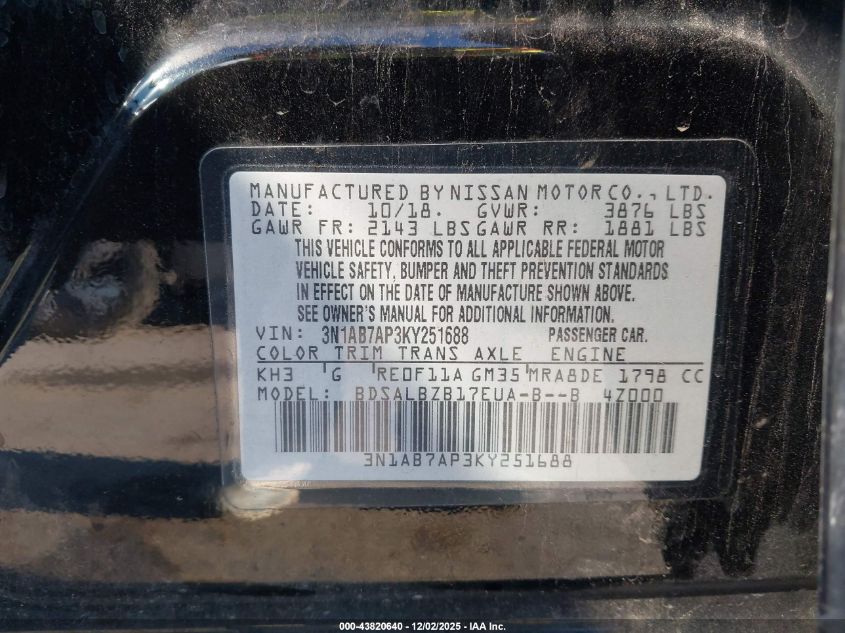 MANUFACTURED BY NISSAN MOTOR CO., LTD.
DATE: 10/18. GVWR: 3876 LBS
GAWR FR: 2143 LBS GAWR RR: 1881 LBS
THIS VEHICLE CONFORMS TO ALL APPLICABLE FEDERAL MOTOR
VEHICLE SAFETY, BUMPER AND THEFT PREVENTION STANDARDS
IN EFFECT ON THE DATE OF MANUFACTURE SHOWN ABOVE.
SEE OWNER'S MANUAL FOR ADDITIONAL INFORMATION.
VIN: 3N1AB7AP3KY251688 PASSENGER CAR.
COLOR TRIM TRANS AXLE ENGINE
KH3 'G 'RE0F11A GM35'MRA8DE 1798 CC
MODEL: BDSALBZB17EUA-B--B 4Z000
3N1AB7AP3KY251688
000-43820640 - 12/02/2025 - IAA Inc.